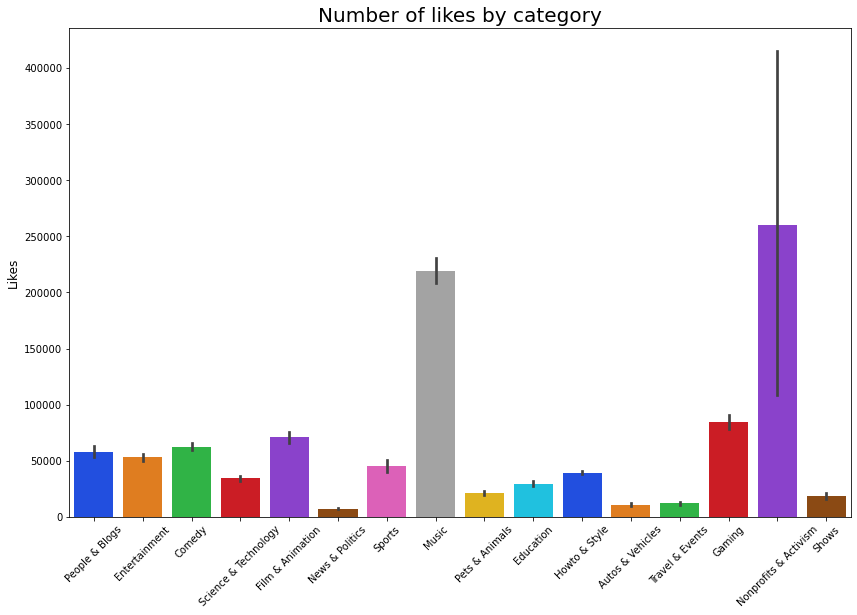 Number of likes by category
Likes
400000
350000
300000
250000
200000
150000
100000
50000
0
People & Blogs
Entertainment
Comedy
Science & Technology
Film & Animation
News & Politics
Sports
Music
Pets & Animals
Education
Howto & Style
Autos & Vehicles
Travel & Events
Gaming
Nonprofits & Activism
Shows